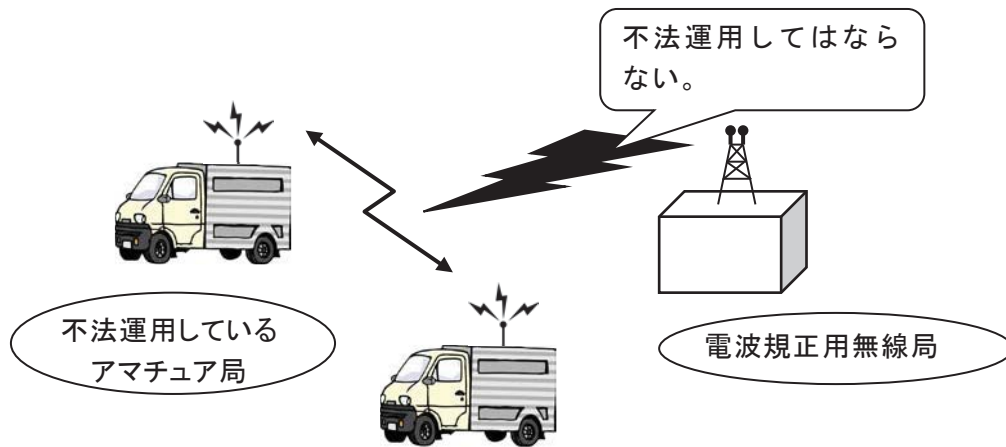 不法運用してはなら
ない。
不法運用している
アマチュア局
電波規正用無線局